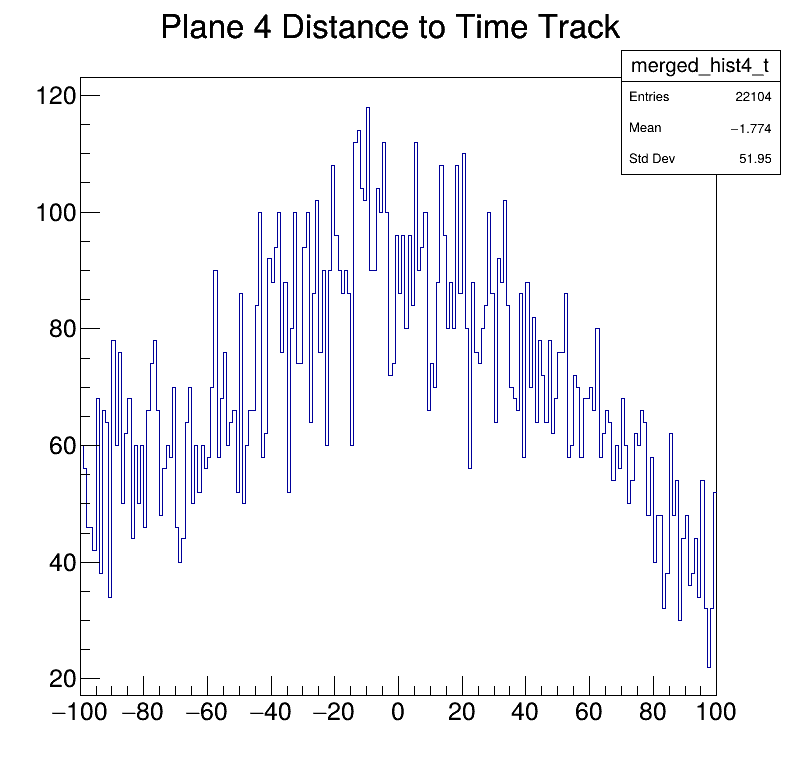 Plane 4 Distance to Time Track
merged_hist4_t
Entries 22104
Mean −1.774
Std Dev 51.95
120
100
80
60
40
20
−100 −80 −60 −40 −20 0 20 40 60 80 100